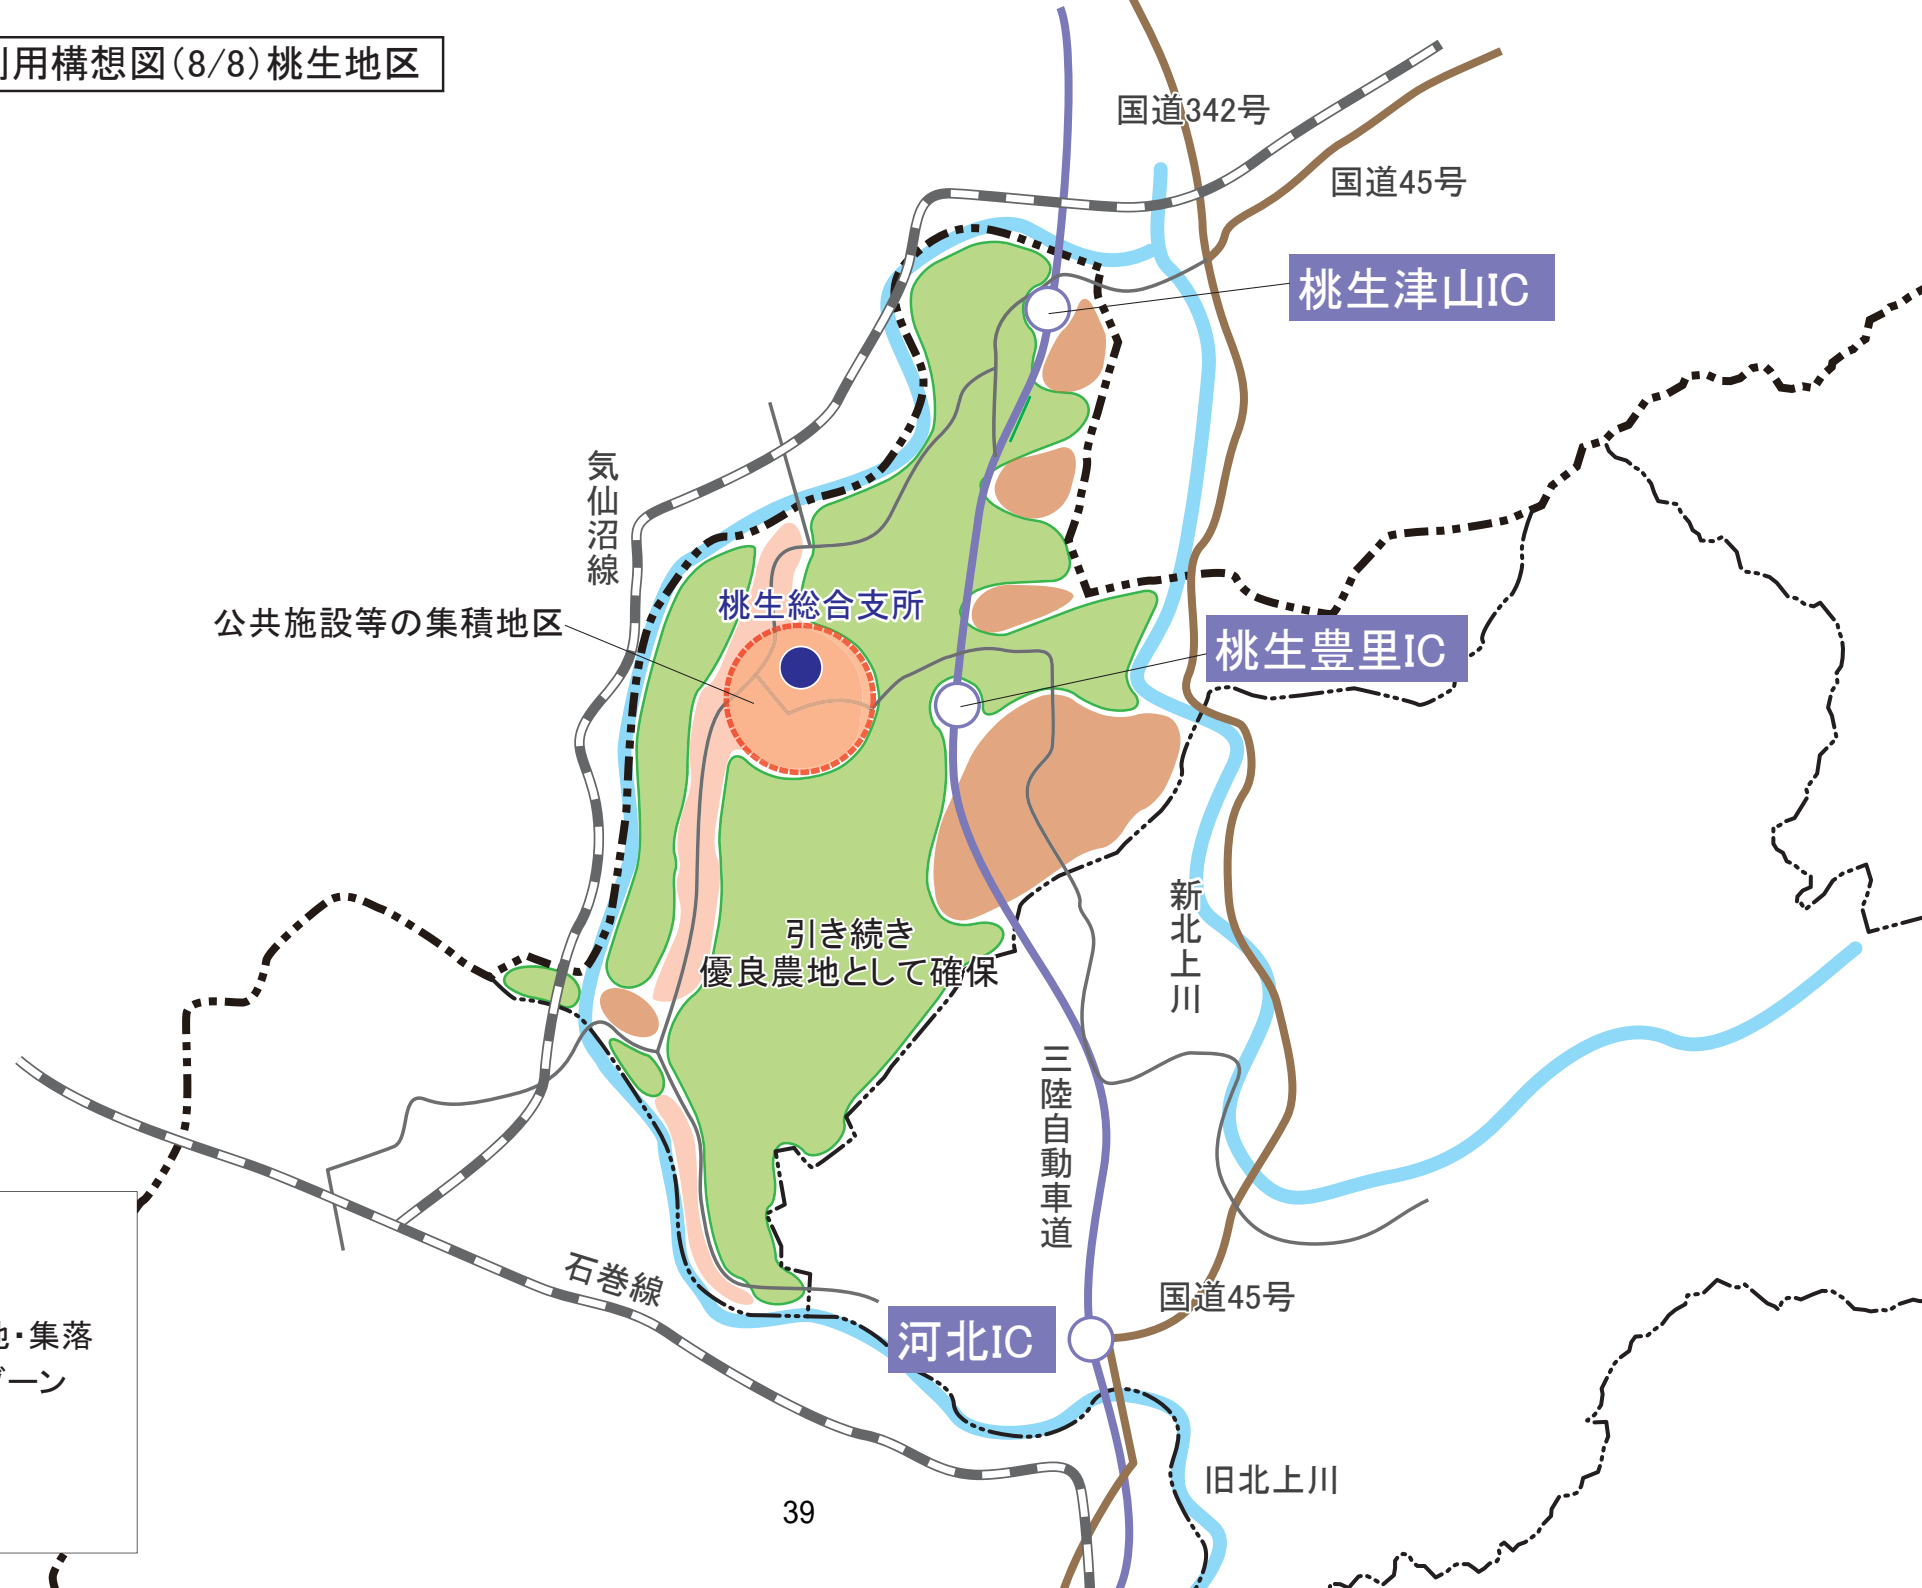 用構想図(8/8)桃生地区
国道342号
国道45号
桃生津山IC
気仙沼線
桃生総合支所
公共施設等の集積地区
桃生豊里IC
引き続き
優良農地として確保
新北上川
三陸自動車道
石巻線
国道45号
河北IC
・集落
ゾーン
旧北上川
39